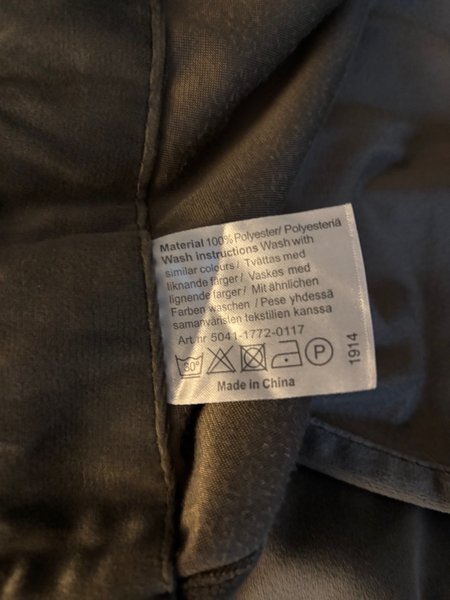 Material 100% Polyester/ Polyesteriä
Wash instructions Wash with
similar colours / Tvättas med
liknande färger / Vaskes med
lignende farger / Mit ähnlichen
Farben waschen / Pese yhdessä
samanväristen tekstilien kanssa
Art.nr 5041-1772-0117
30° P
Made in China
1914